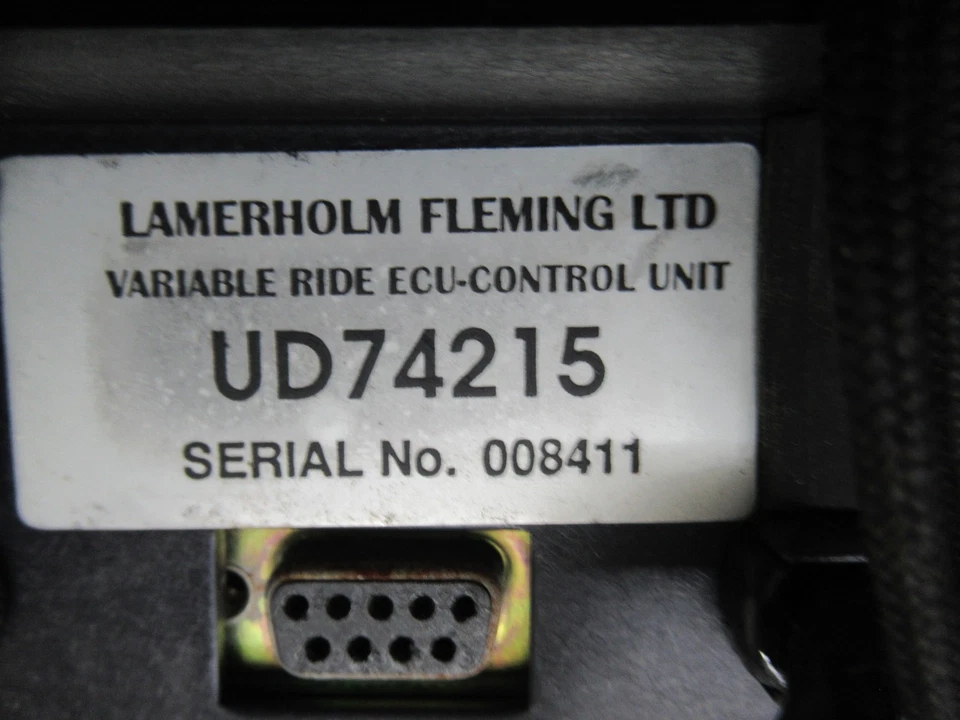 LAMERHOLM FLEMING LTD
VARIABLE RIDE ECU-CONTROL UNIT
UD74215
SERIAL No. 008411